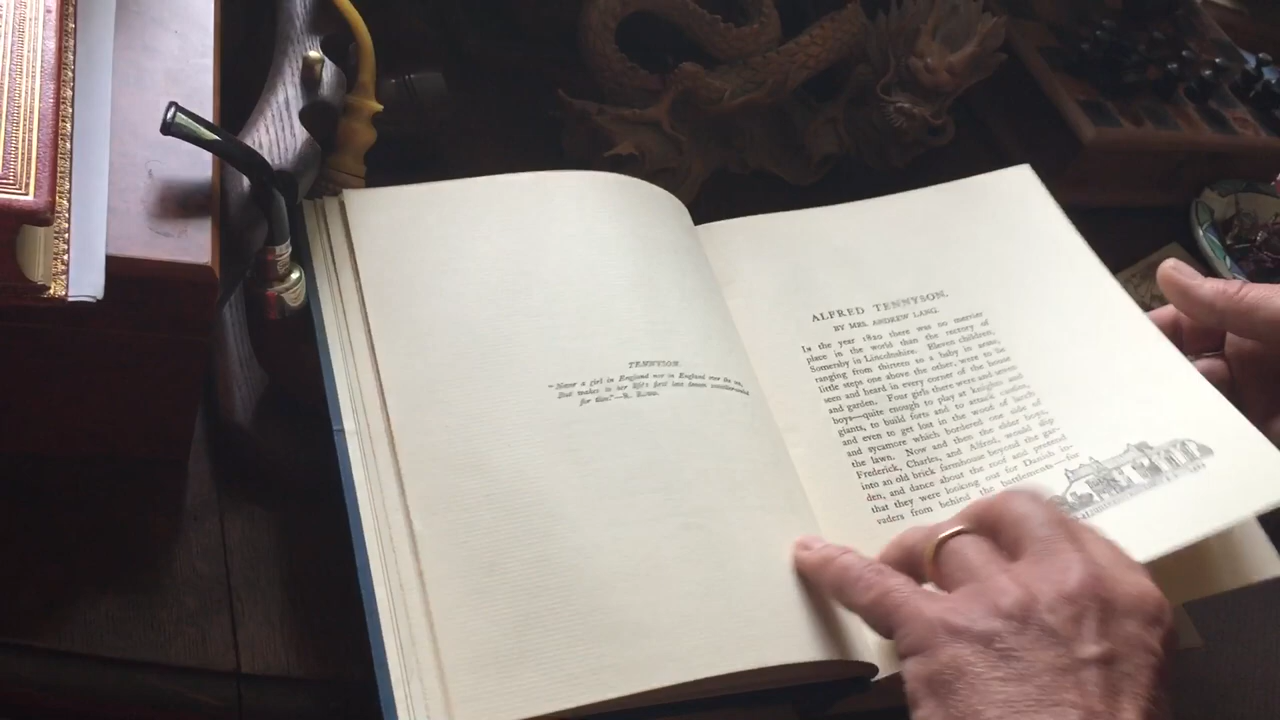 TENNYSON.
"Never a girl in England nor in England over the sea,
But makes in her life's first love dream
for him."—R.
ALFRED TENNYSON.
BY MRS. ANDREW LANG.
In the year 1820 there was no merrier
place in the world than the rectory of
Somersby in Lincolnshire. Eleven children,
ranging from thirteen to a baby in arms,
little steps one above the other, were to be
seen and heard in every corner of the house
and garden. Four girls there were and seven
boys—quite enough to play at knights and
giants, to build forts and to attack castles,
and even to get lost in the wood of larch
and sycamore which bordered one side of
the lawn. Now and then the elder boys,
Frederick, Charles, and Alfred, would slip
into an old brick farmhouse beyond the gar-
den, and dance about the roof and pretend
that they were looking out for Danish in-
vaders from behind the battlements—for